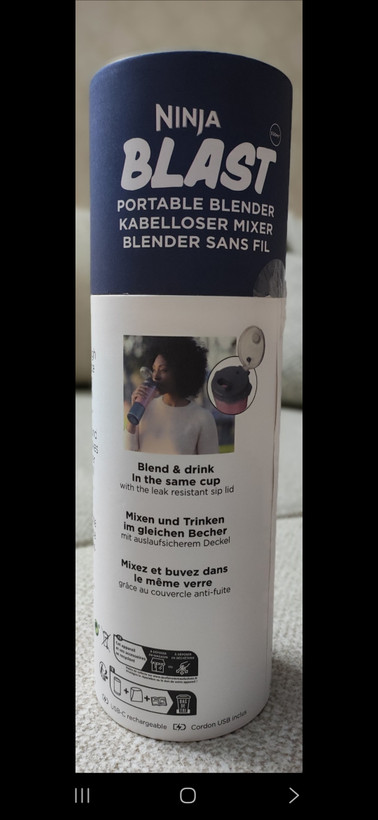 NINJA
BLAST
PORTABLE BLENDER
KABELLOSER MIXER
BLENDER SANS FIL
Blend & drink
In the same cup
with the leak resistant sip lid
Mixen und Trinken
im gleichen Becher
mit auslaufsicherem Deckel
Mixez et buvez dans
le même verre
grâce au couvercle anti-fuite
USB-C rechargeable
Cordon USB inclus